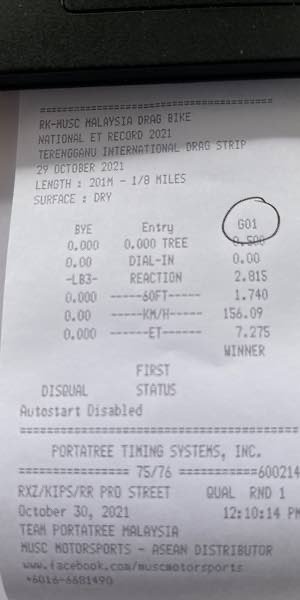 RK-MUSC MALAYSIA DRAG BIKE
NATIONAL ET RECORD 2021
TERENGGANU INTERNATIONAL DRAG STRIP
29 OCTOBER 2021
LENGTH : 201M - 1/8 MILES
SURFACE : DRY
BYE Entry G01
0.000 0.000 TREE 0.500
0.00 DIAL-IN 0.00
-LB3- REACTION 2.815
0.000 ------60FT----- 1.740
0.00 -----KM/H----- 156.09
0.000 ------ET------ 7.275
WINNER
FIRST
DISQUAL STATUS
Autostart Disabled
PORTATREE TIMING SYSTEMS, INC.
================ 75/76 ===========600214
RXZ/KIPS/RR PRO STREET QUAL RND 1
October 30, 2021 12:10:14 PM
TEAM PORTATREE MALAYSIA
MUSC MOTORSPORTS - ASEAN DISTRIBUTOR
www.facebook.com/muscmotorsports
+6016-6681490